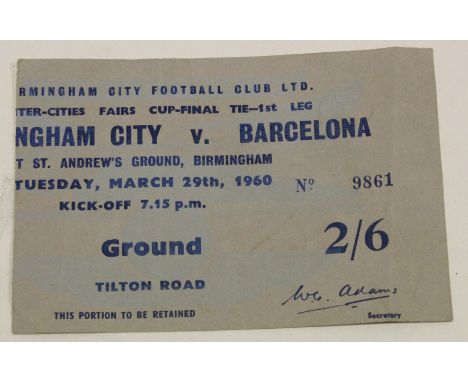 RMINGHAM CITY FOOTBALL CLUB LTD.
TER-CITIES FAIRS CUP-FINAL TIE—1st LEG
NGHAM CITY v. BARCELONA
T ST. ANDREW'S GROUND, BIRMINGHAM
TUESDAY, MARCH 29th, 1960 No 9861
KICK-OFF 7.15 p.m.
Ground 2/6
TILTON ROAD
W.C. Adams
THIS PORTION TO BE RETAINED Secretary